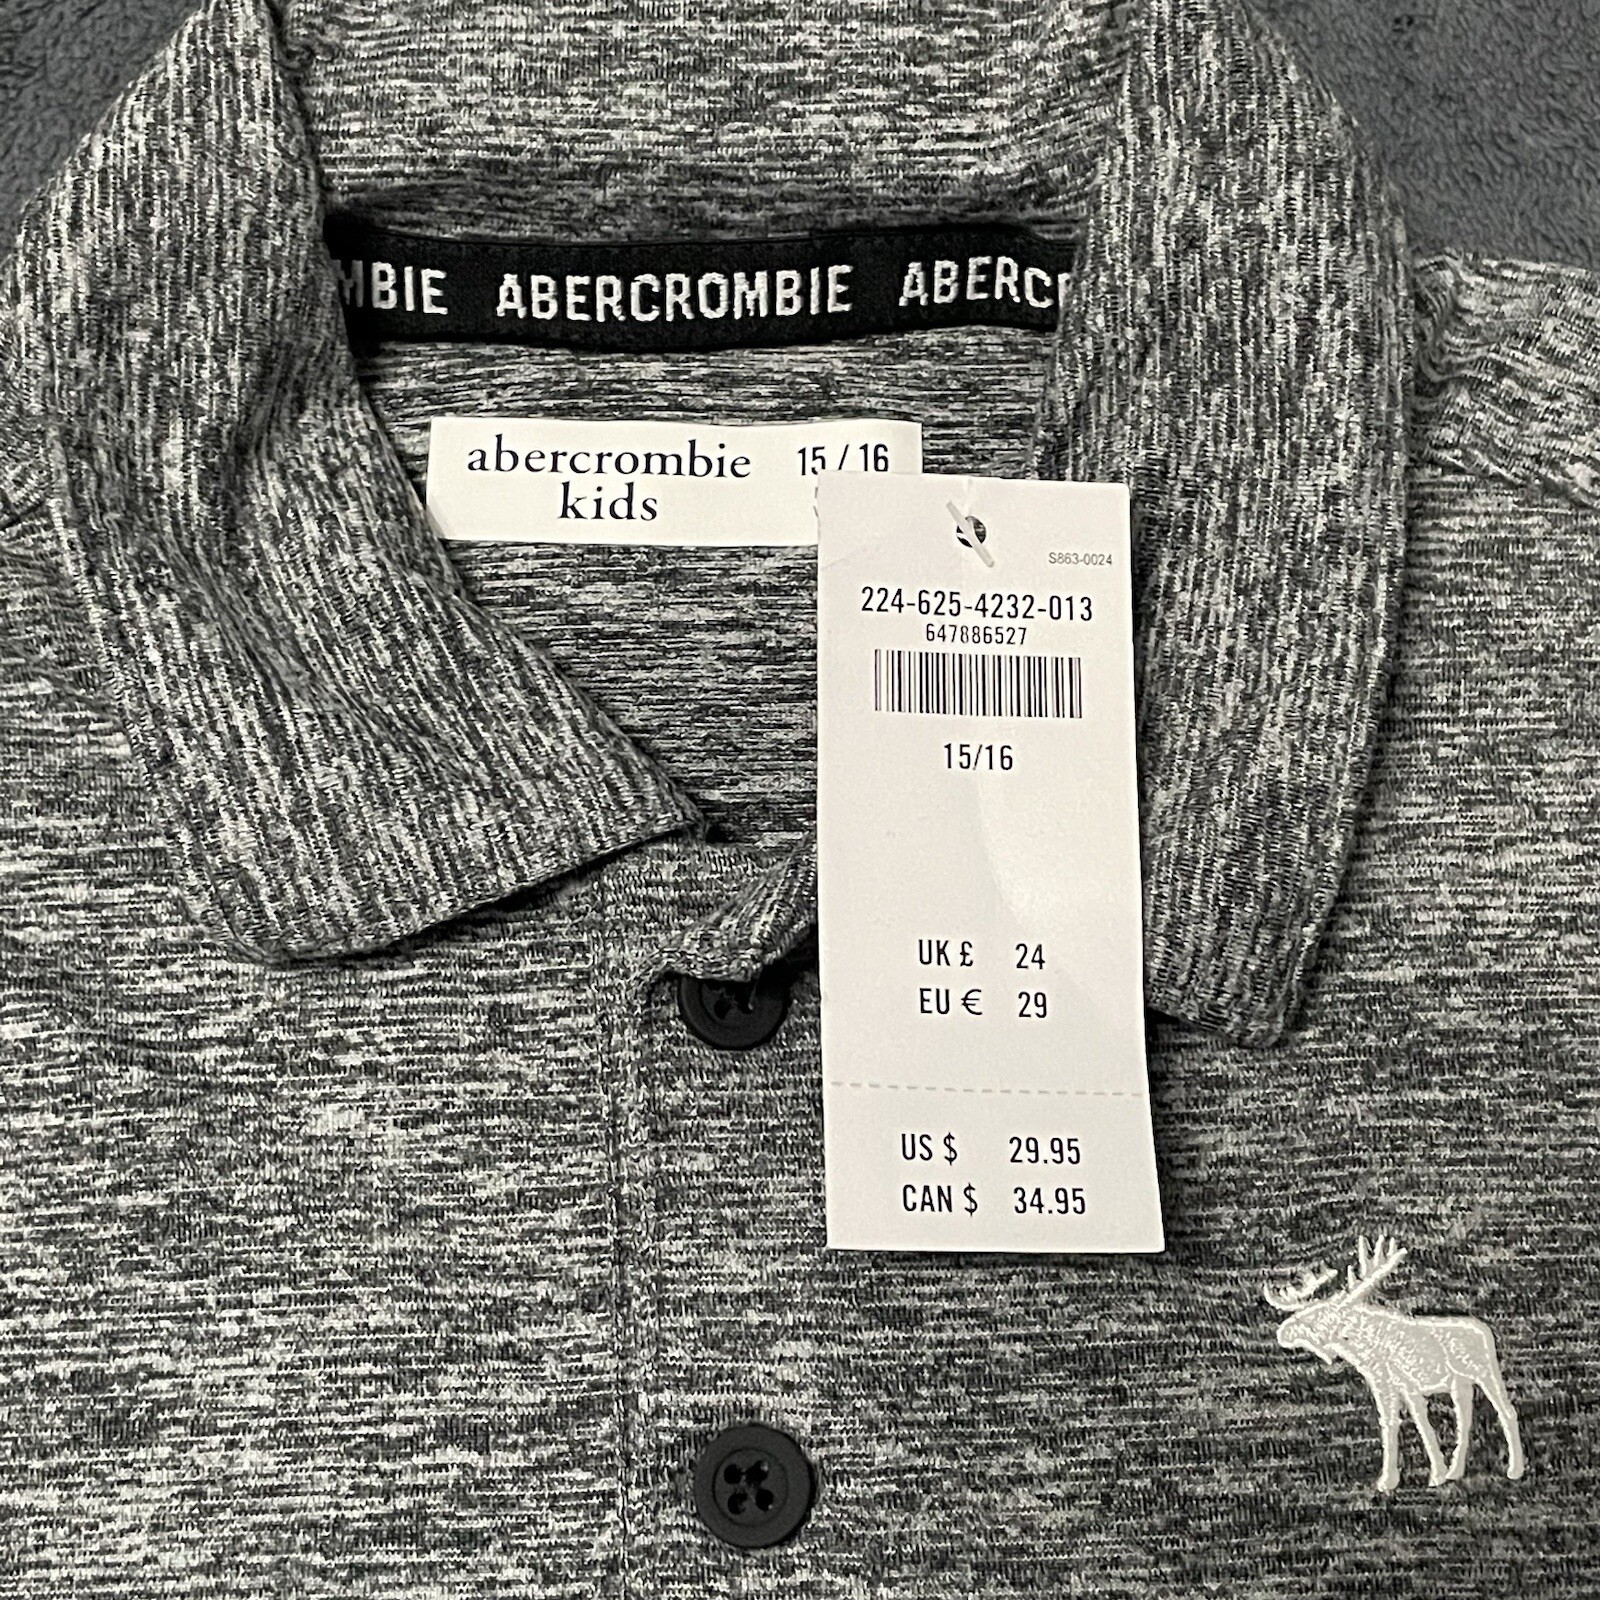 MBIE ABERCROMBIE ABERC
abercrombie 15 / 16
kids
S863-0024
224-625-4232-013
647886527
15/16
UK £ 24
EU € 29
US $ 29.95
CAN $ 34.95